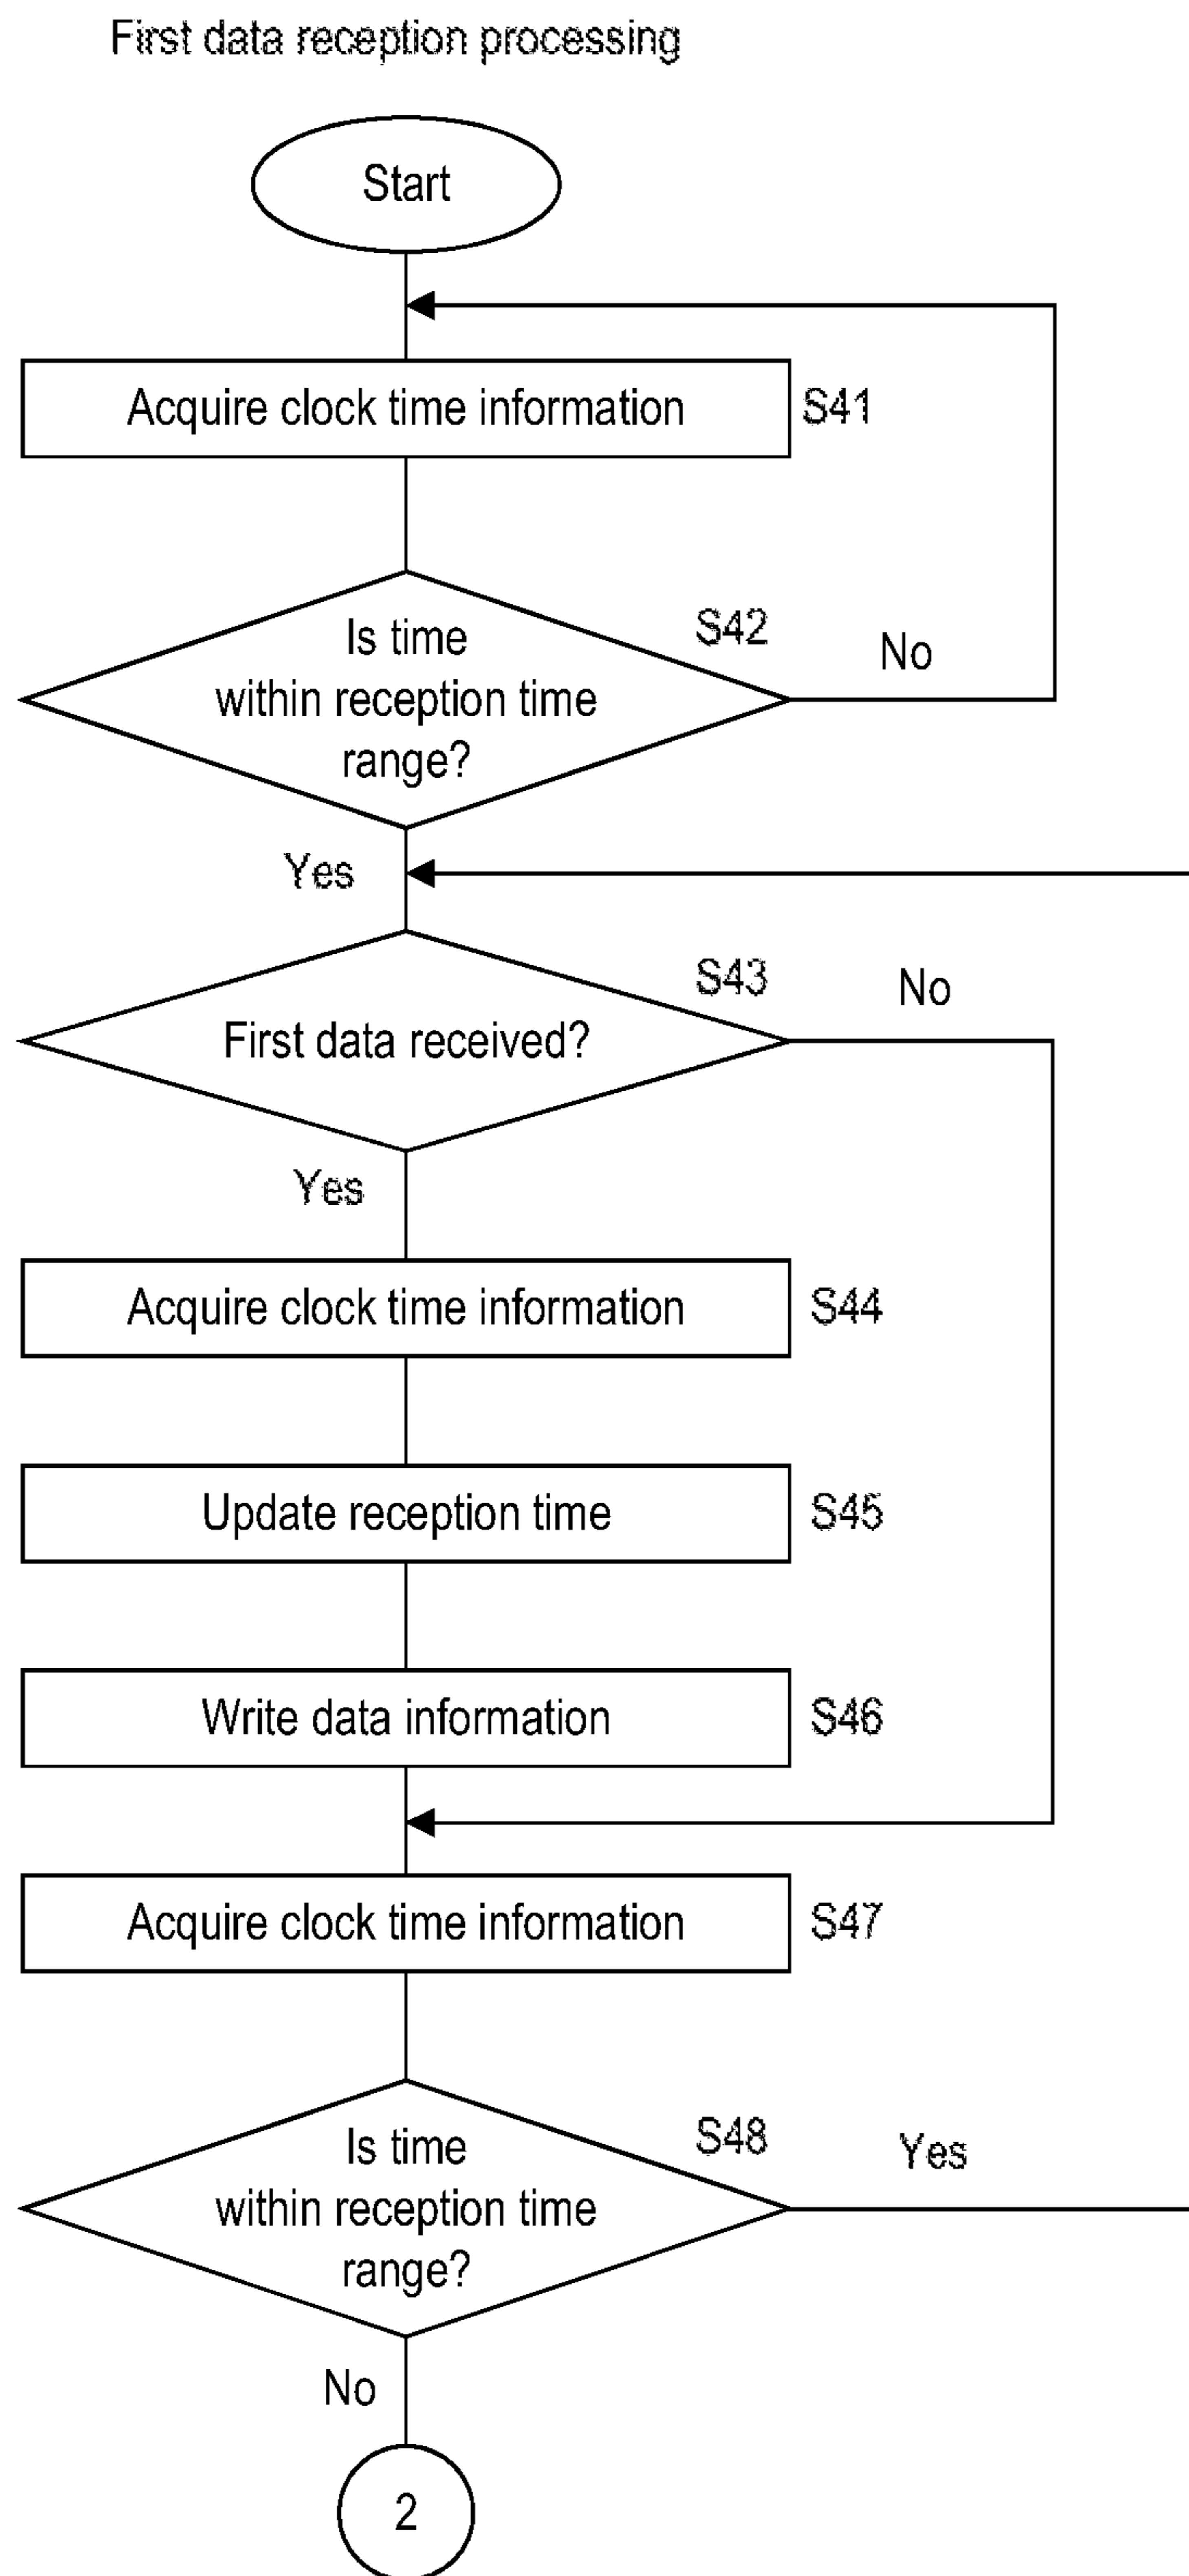 First data reception processing
Start
Acquire clock time information
S41
Is time
within reception time
range?
S42
No
Yes
First data received?
S43
No
Yes
Acquire clock time information
S44
Update reception time
S45
Write data information
S46
Acquire clock time information
S47
Is time
within reception time
range?
S48
Yes
No
2